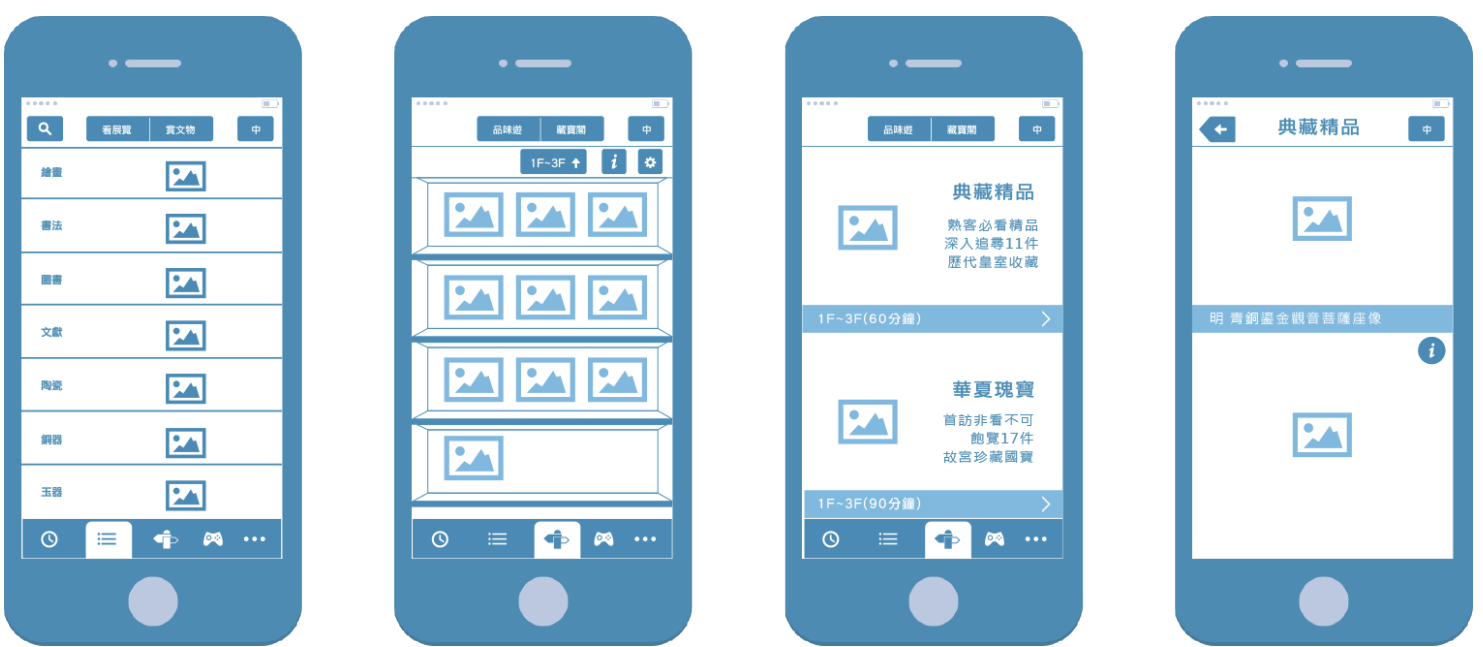 看展覽 賞文物 中
繪畫
書法
圖書
文獻
陶瓷
銅器
玉器
品味遊 藏寶閣 中
1F~3F
i
品味遊 藏寶閣 中
典藏精品
熟客必看精品
深入追尋11件
歷代皇室收藏
1F~3F(60分鐘)
華夏瑰寶
首訪非看不可
飽覽17件
故宮珍藏國寶
1F~3F(90分鐘)
典藏精品 中
明 青銅鎏金觀音菩薩座像
i